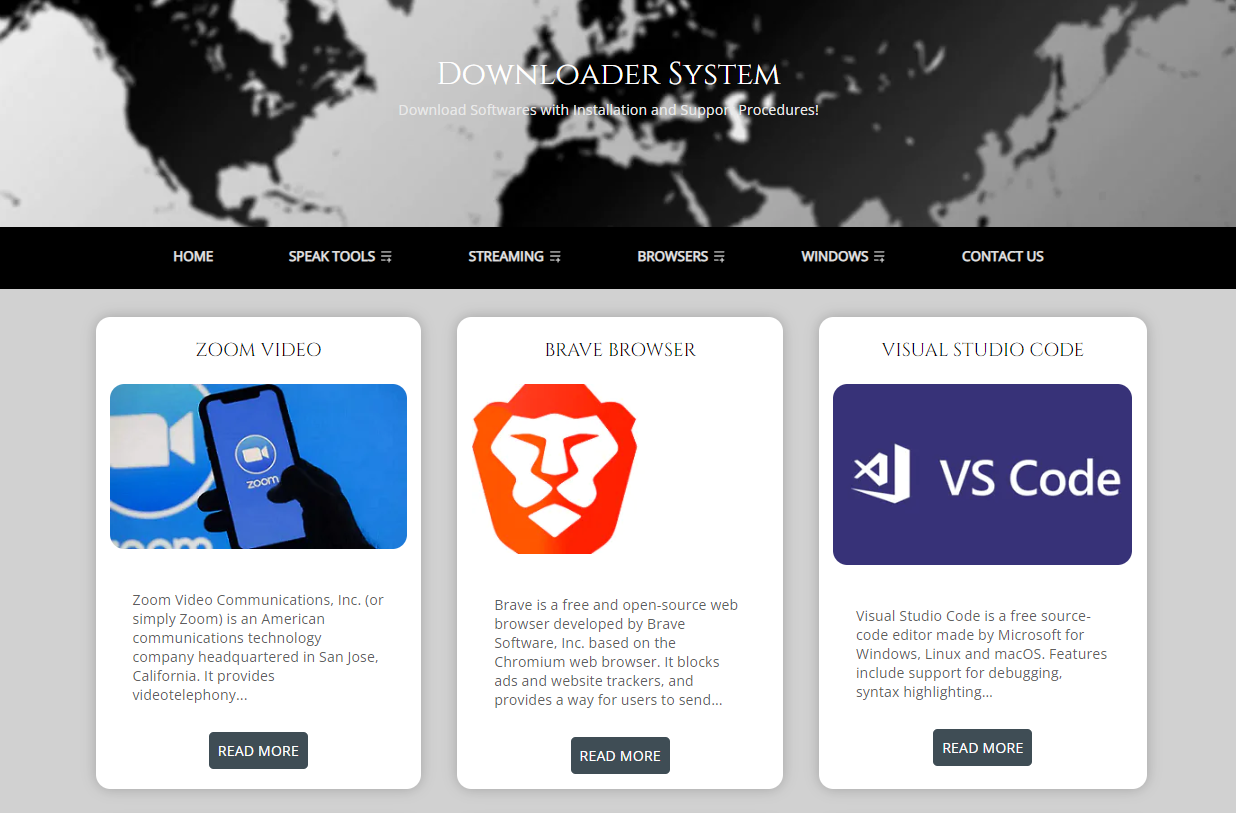 Downloader System
Download Softwares with Installation and Support Procedures!
HOME SPEAK TOOLS STREAMING BROWSERS WINDOWS CONTACT US
ZOOM VIDEO
zoom
zoom
Zoom Video Communications, Inc. (or
simply Zoom) is an American
communications technology
company headquartered in San Jose,
California. It provides
videotelephony...
READ MORE
BRAVE BROWSER
Brave is a free and open-source web
browser developed by Brave
Software, Inc. based on the
Chromium web browser. It blocks
ads and website trackers, and
provides a way for users to send...
READ MORE
VISUAL STUDIO CODE
VS Code
Visual Studio Code is a free source-
code editor made by Microsoft for
Windows, Linux and macOS. Features
include support for debugging,
syntax highlighting...
READ MORE